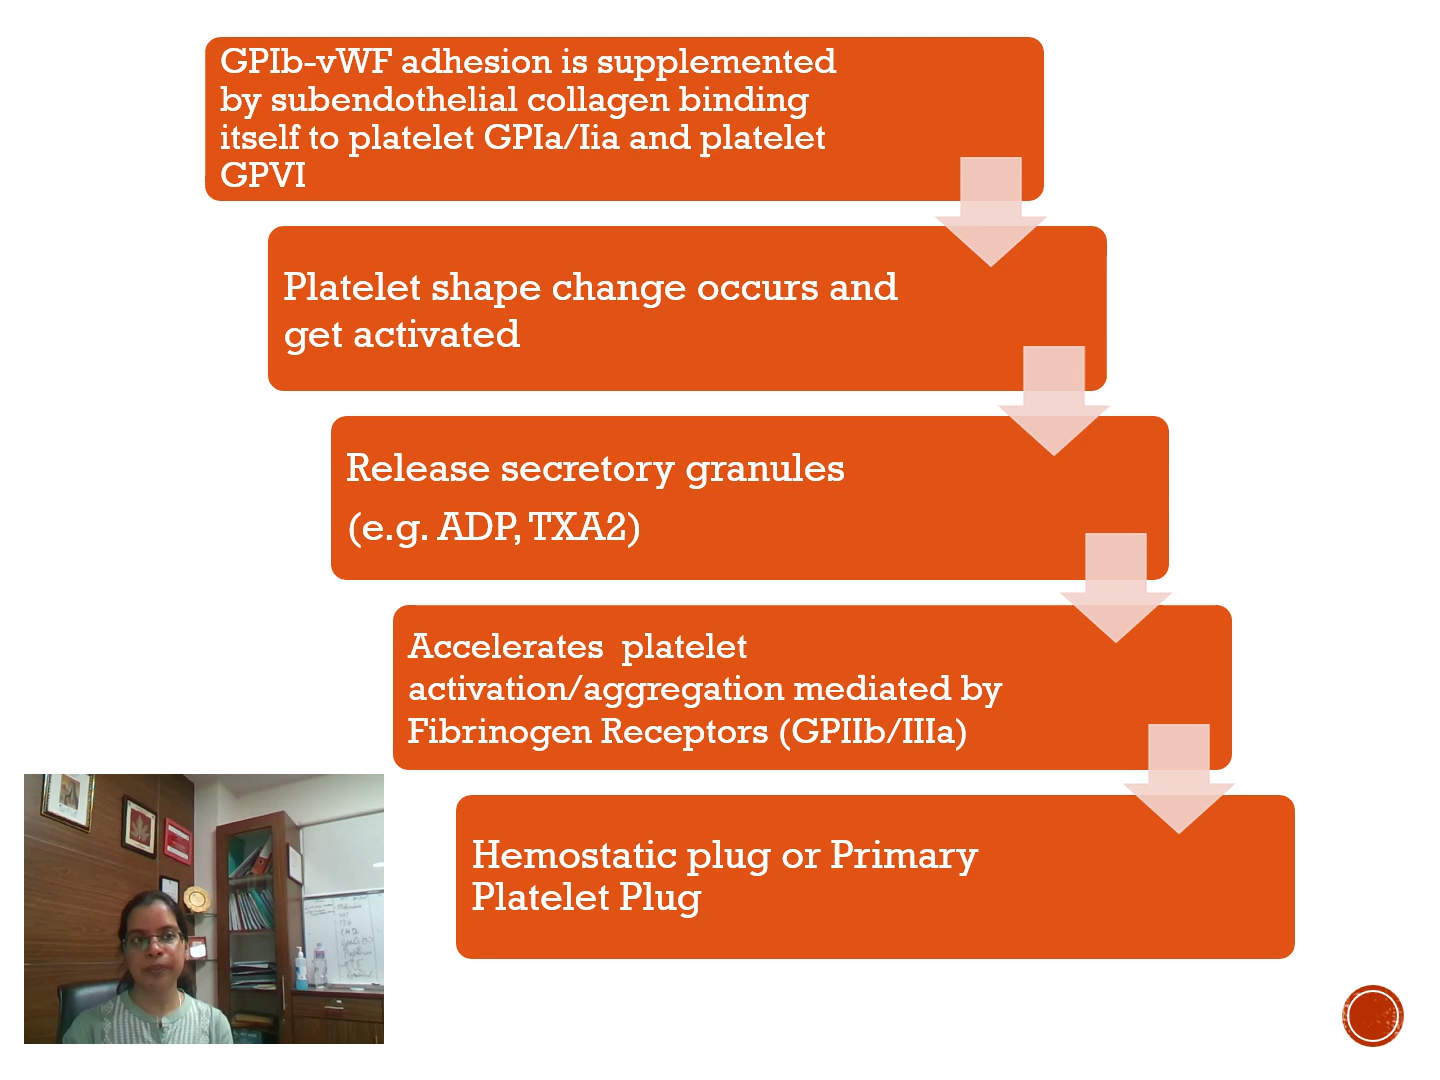 GPIb-vWF adhesion is supplemented
by subendothelial collagen binding
itself to platelet GPIa/Iia and platelet
GPVI
Platelet shape change occurs and
get activated
Release secretory granules
(e.g. ADP, TXA2)
Accelerates platelet
activation/aggregation mediated by
Fibrinogen Receptors (GPIIb/IIIa)
Hemostatic plug or Primary
Platelet Plug